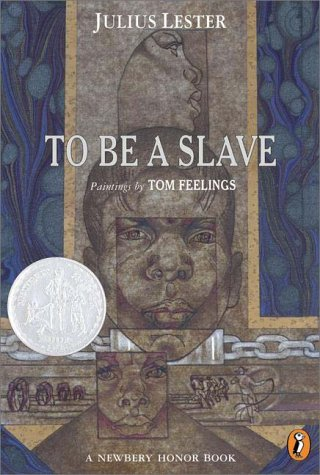 JULIUS LESTER
TO BE A SLAVE
Paintings by TOM FEELINGS
A NEWBERY HONOR BOOK